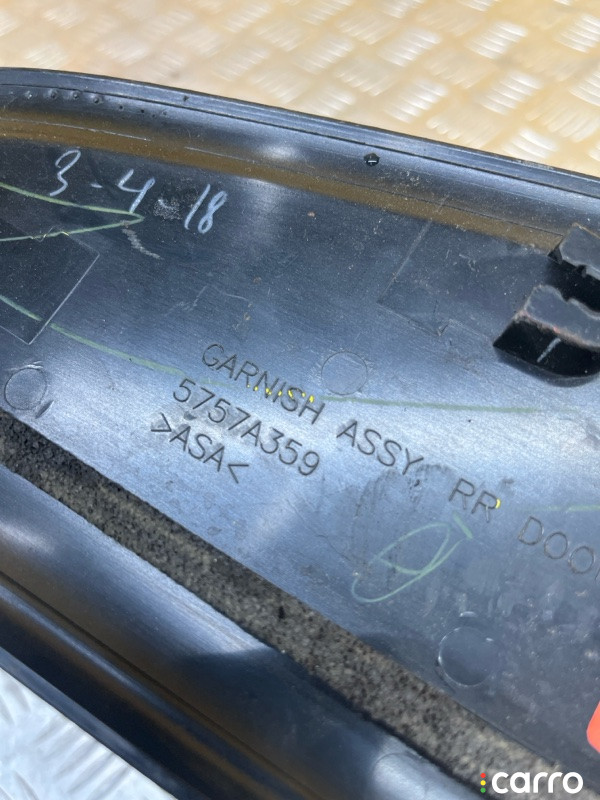 3-4-18
GARNISH ASSY, RR DOOR
5757A359
>ASA<
carro